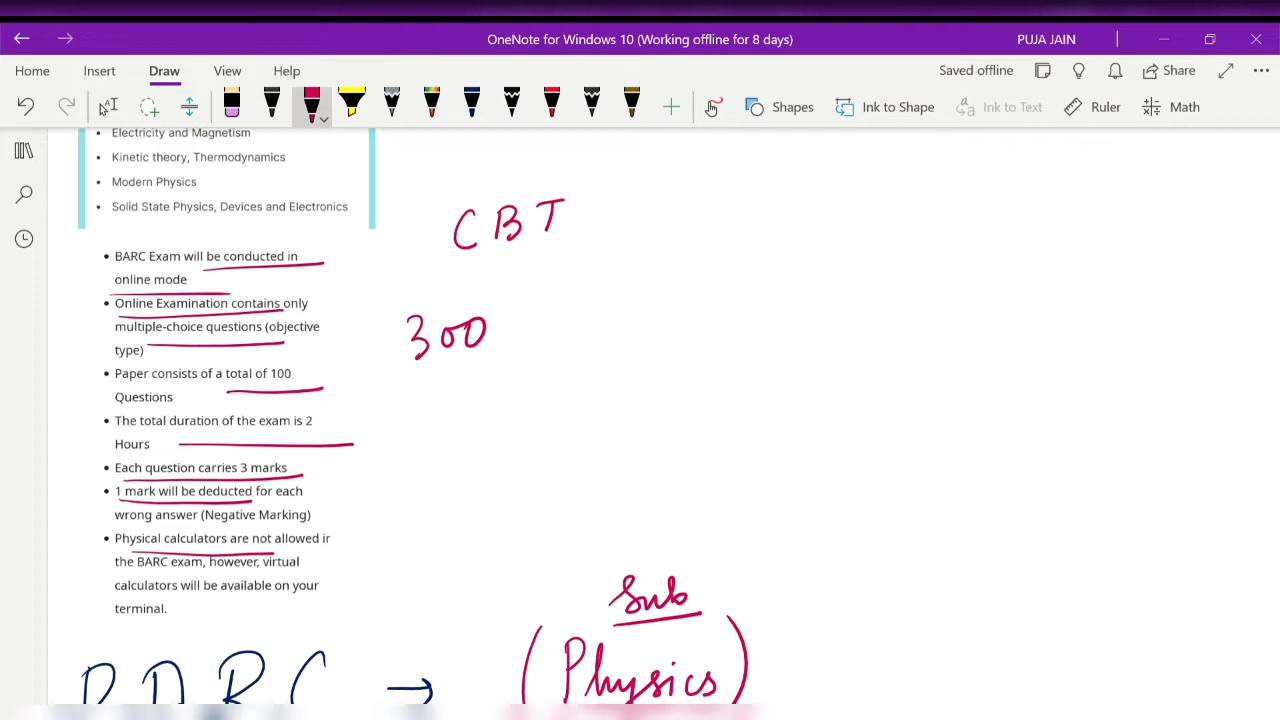 OneNote for Windows 10 (Working offline for 8 days)
PUJA JAIN
Home Insert Draw View Help
Saved offline
Share
Shapes
Ink to Shape
Ink to Text
Ruler
Math
• Electricity and Magnetism
• Kinetic theory, Thermodynamics
• Modern Physics
• Solid State Physics, Devices and Electronics
C B T
• BARC Exam will be conducted in
online mode
• Online Examination contains only
multiple-choice questions (objective
type)
300
• Paper consists of a total of 100
Questions
• The total duration of the exam is 2
Hours
• Each question carries 3 marks
• 1 mark will be deducted for each
wrong answer (Negative Marking)
• Physical calculators are not allowed in
the BARC exam, however, virtual
calculators will be available on your
terminal.
Sub
(Physics)
→